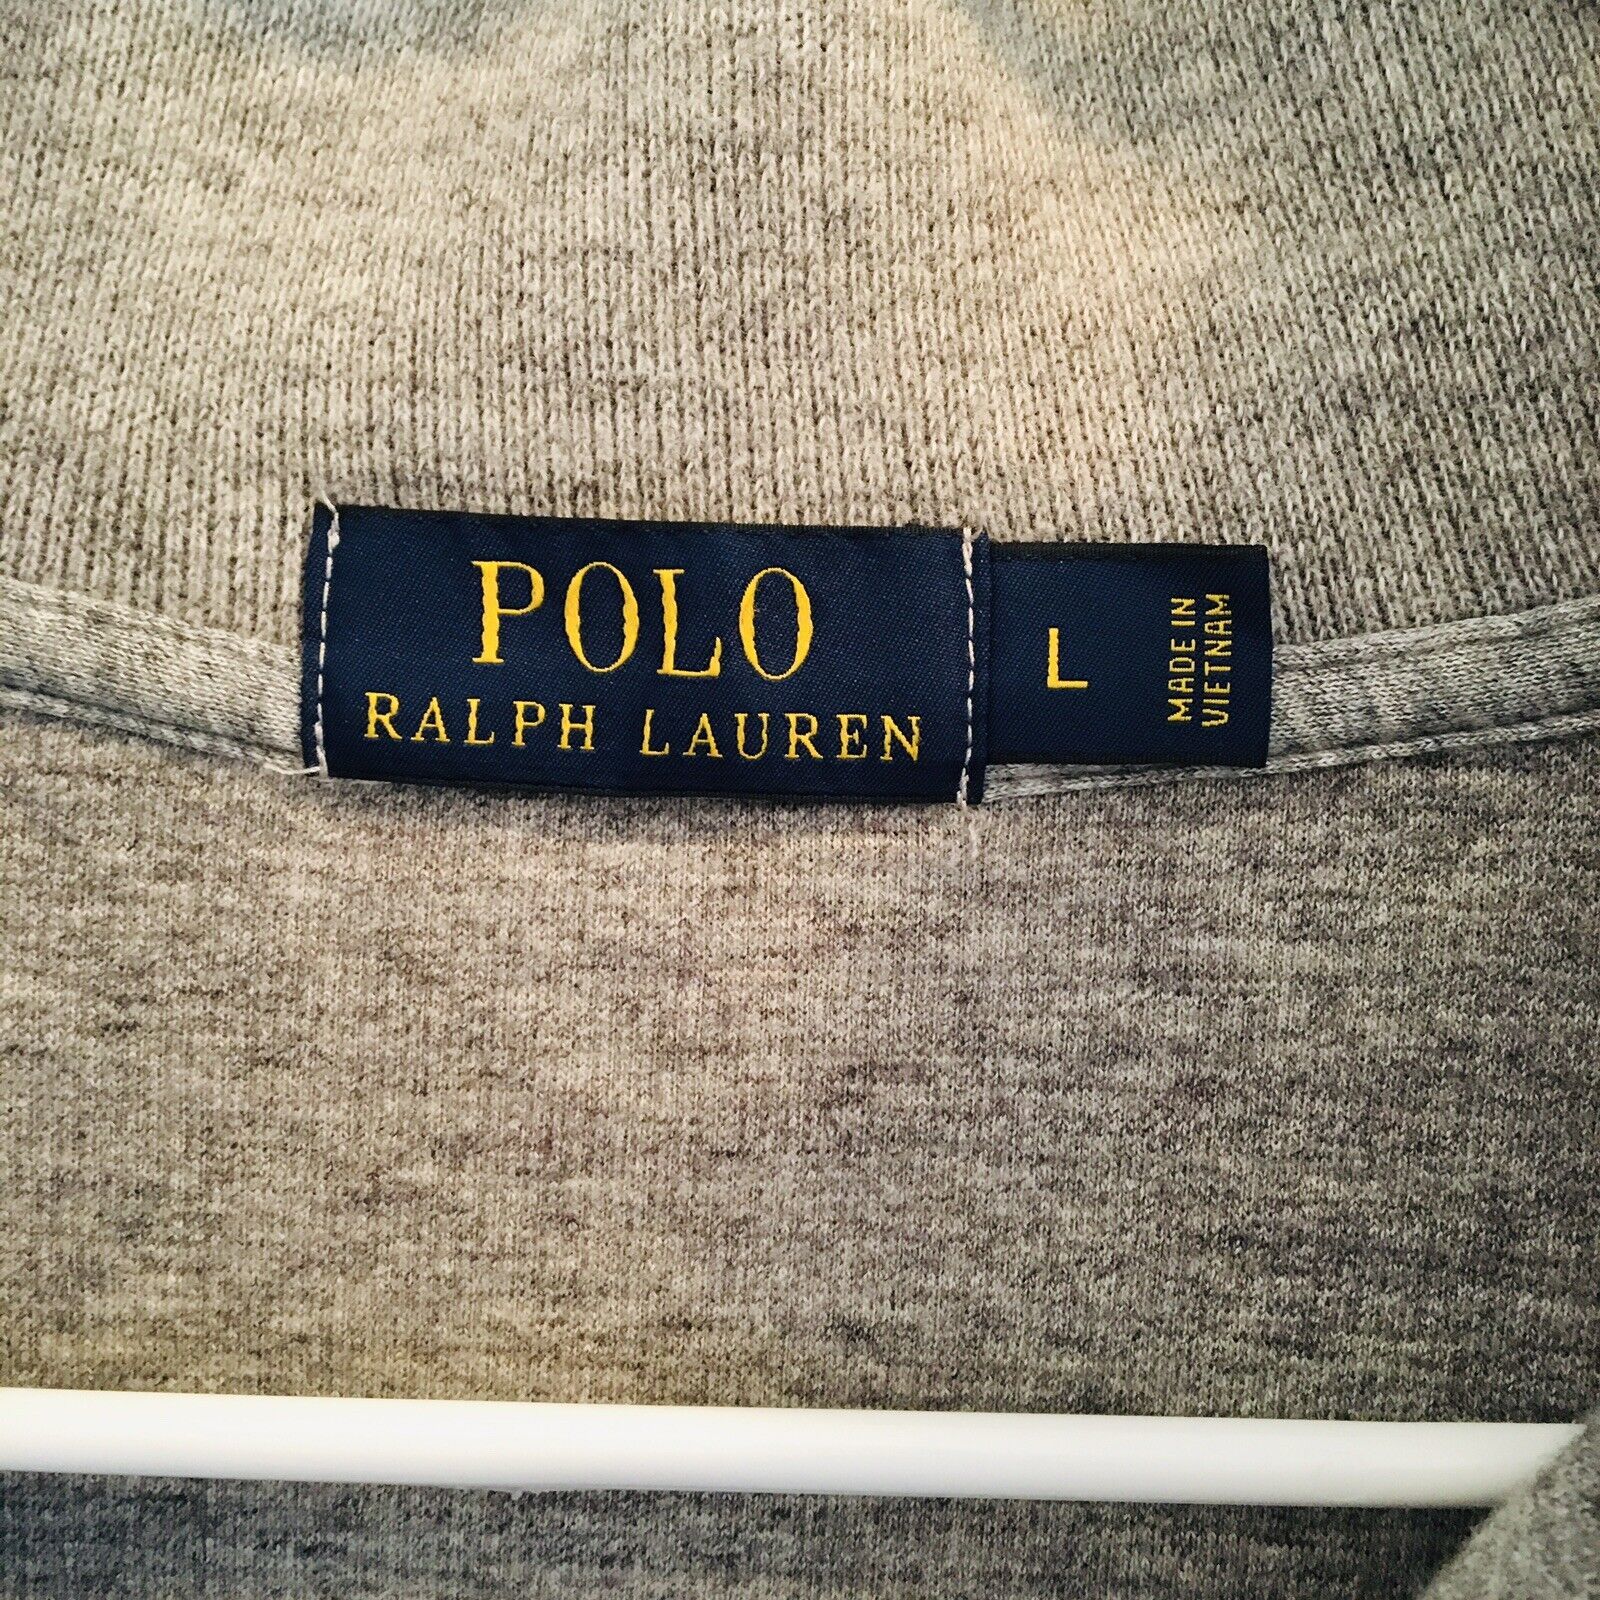 POLO
RALPH LAUREN
L
MADE IN
VIETNAM